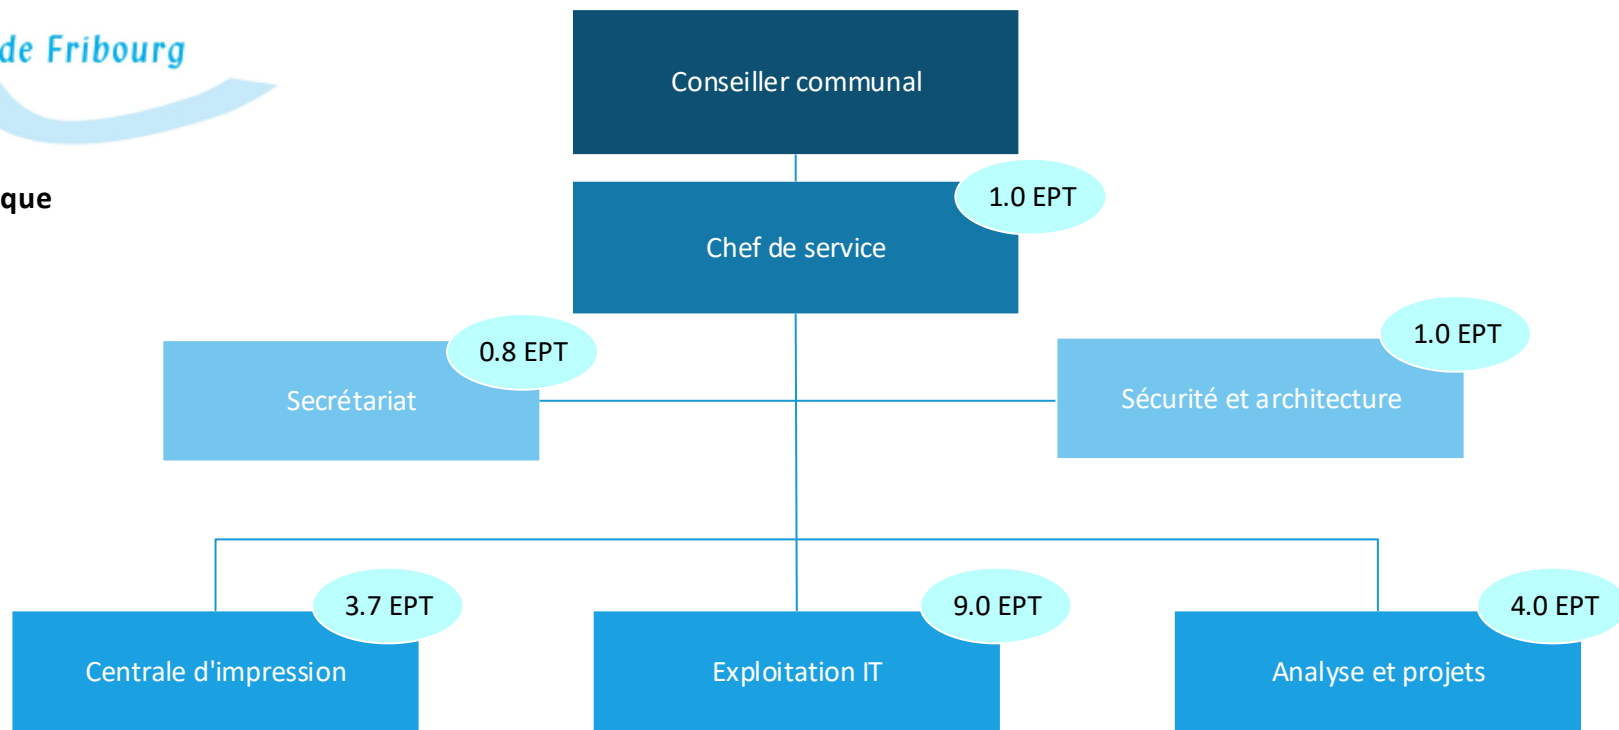 de Fribourg
Conseiller communal
que
1.0 EPT
Chef de service
0.8 EPT
1.0 EPT
Secrétariat
Sécurité et architecture
3.7 EPT
9.0 EPT
4.0 EPT
Centrale d'impression
Exploitation IT
Analyse et projets